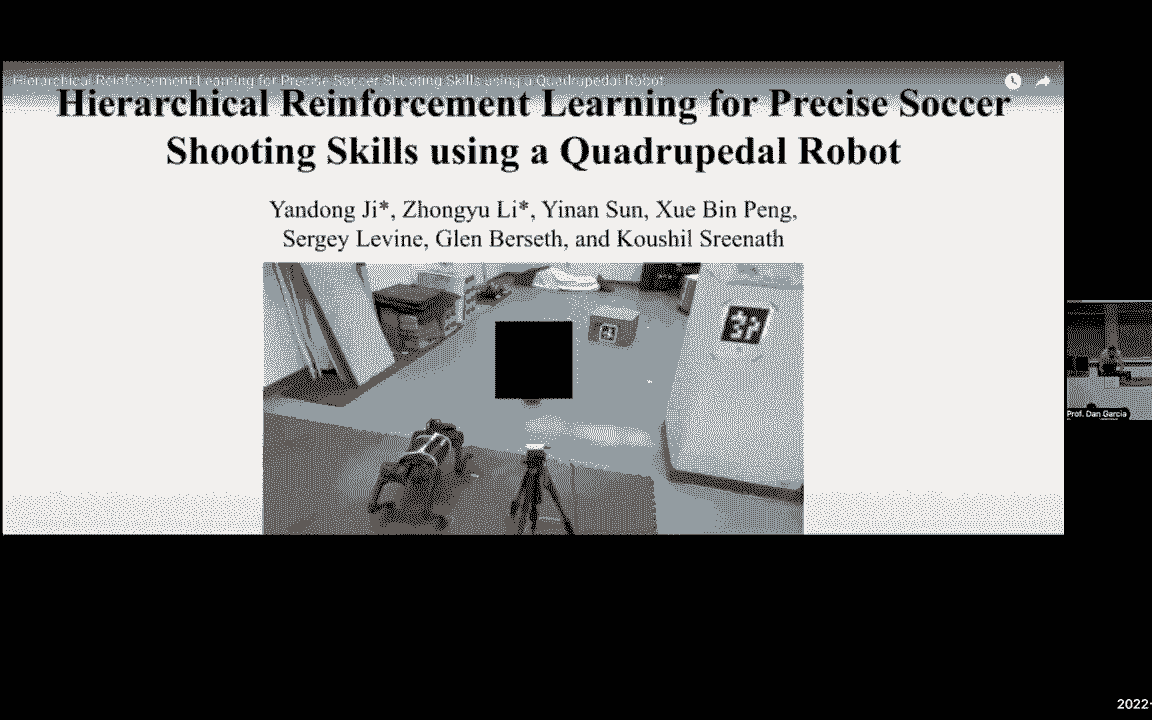 Hierarchical Reinforcement Learning for Precise Soccer Shooting Skills using a Quadrupedal Robot
Hierarchical Reinforcement Learning for Precise Soccer
Shooting Skills using a Quadrupedal Robot
Yandong Ji*, Zhongyu Li*, Yinan Sun, Xue Bin Peng,
Sergey Levine, Glen Berseth, and Koushil Sreenath
Prof. Dan Garcia
2022-